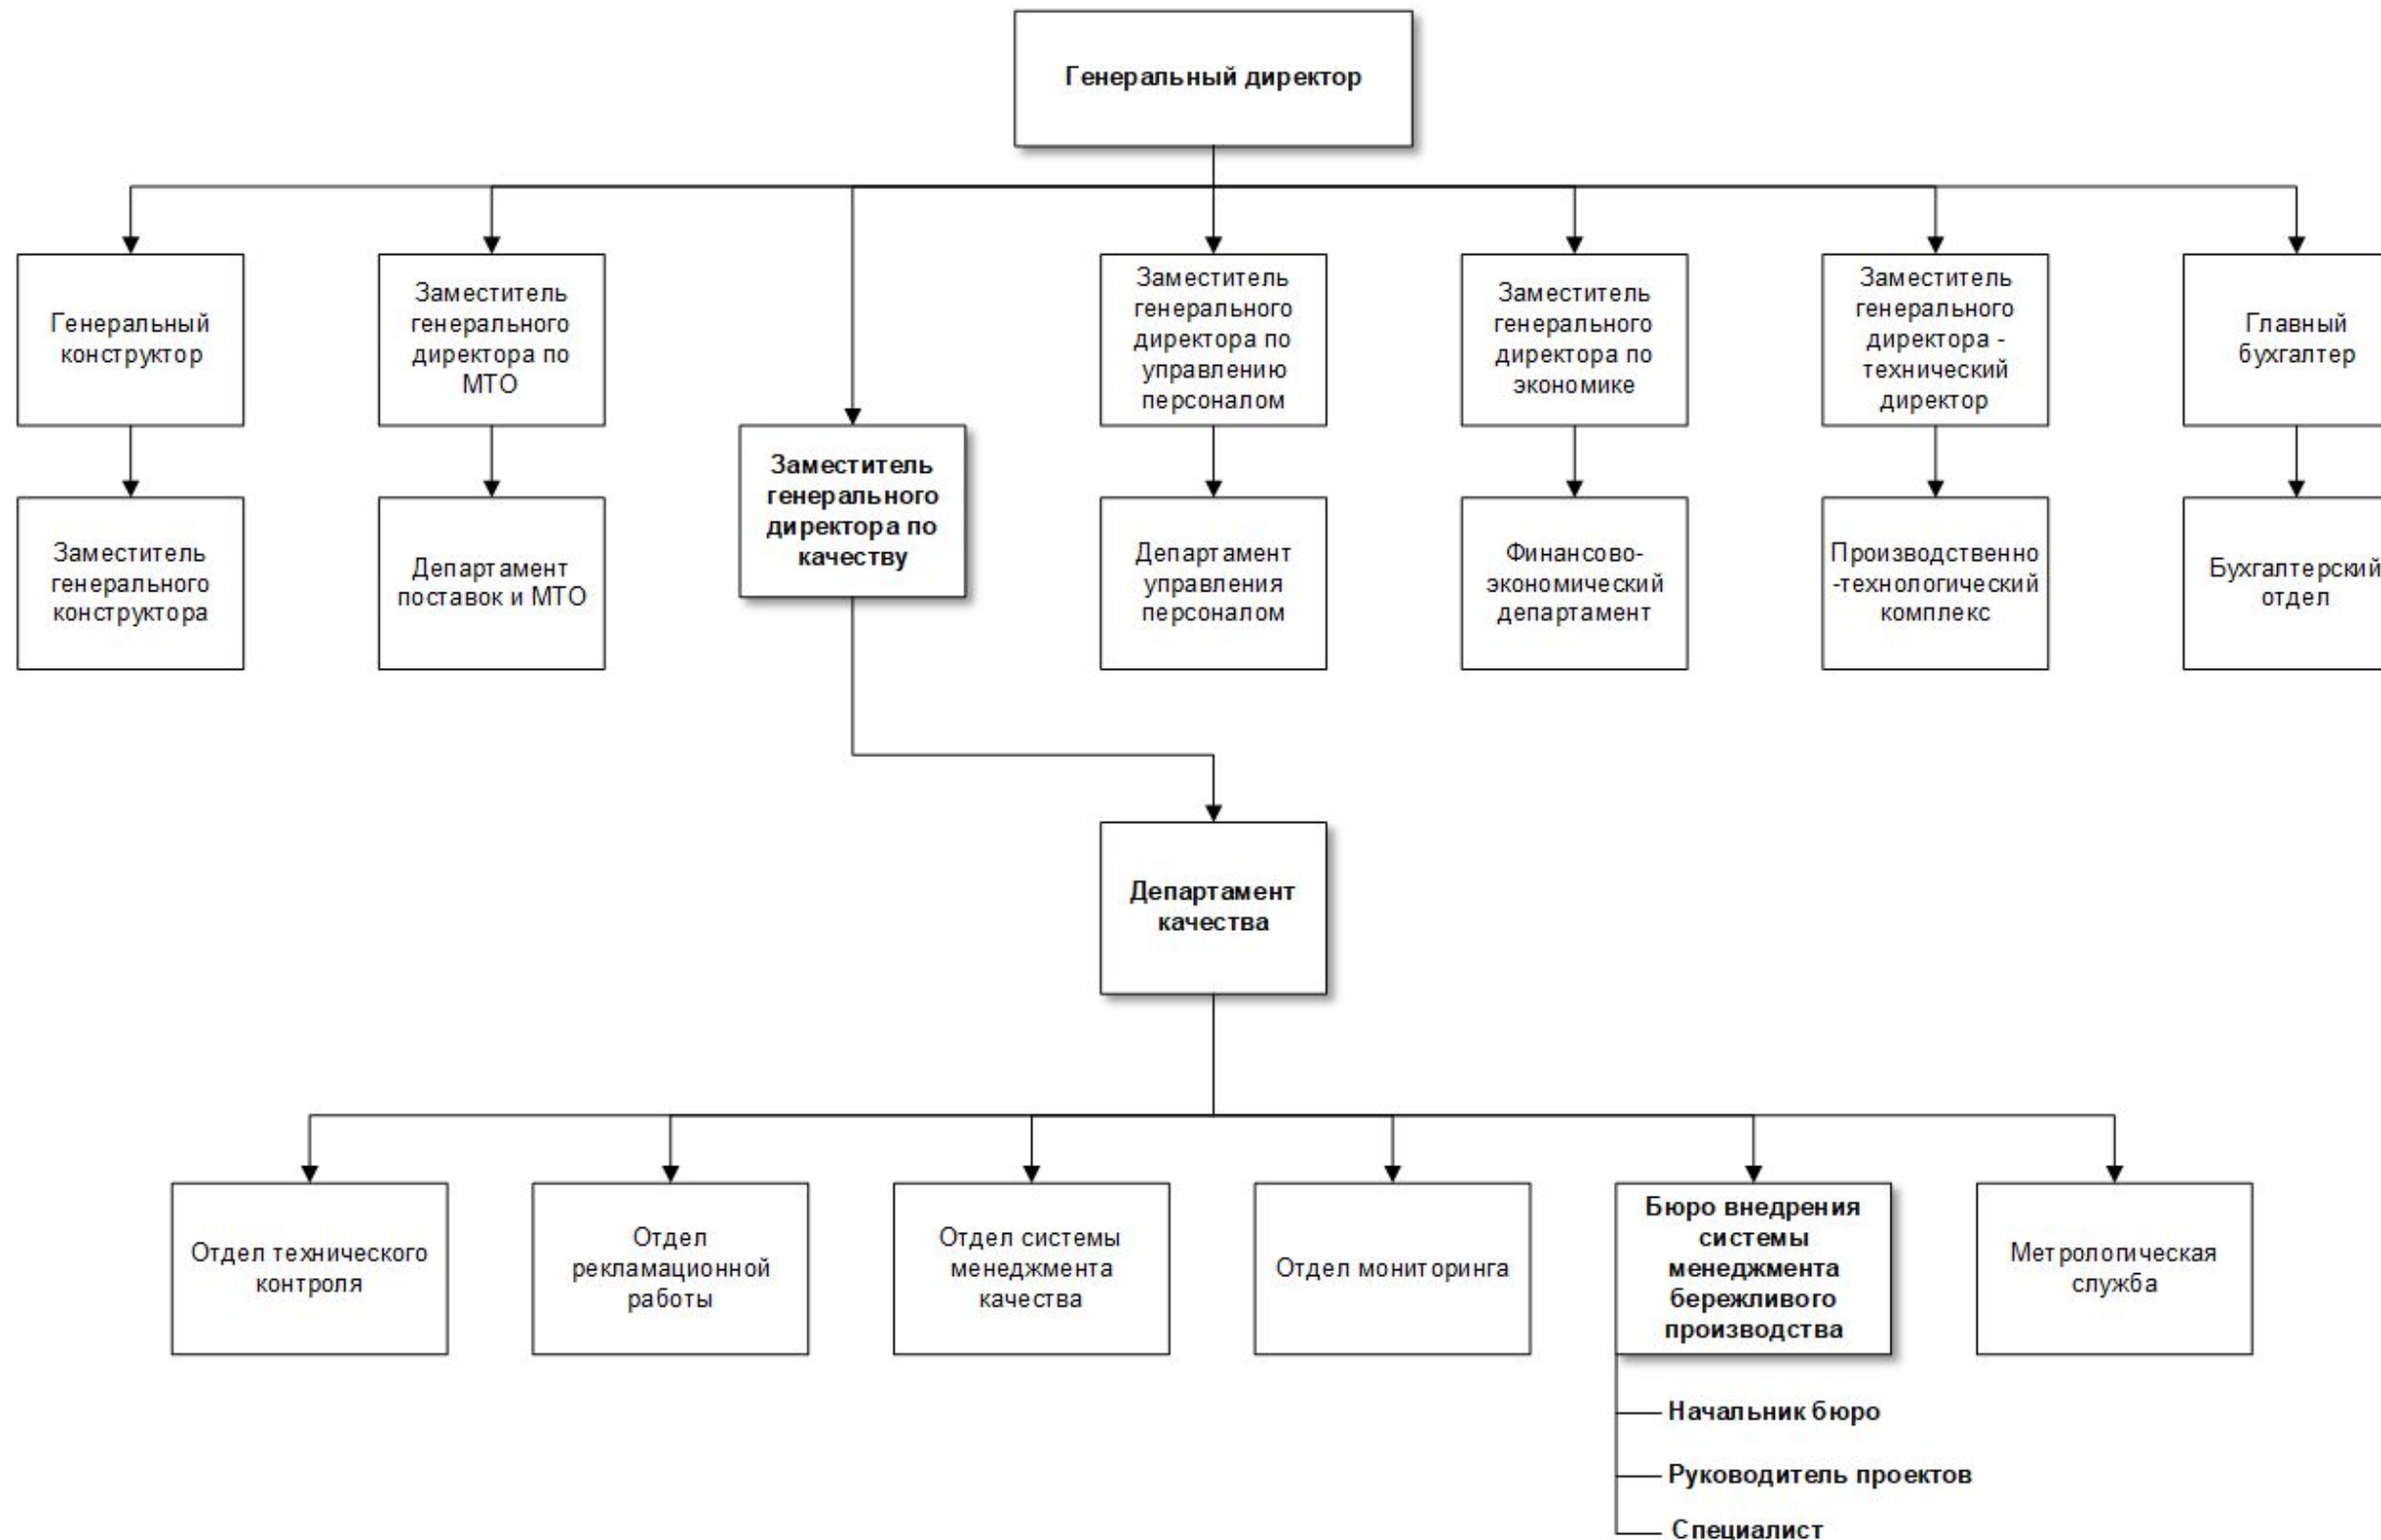 Генеральный директор
Генеральный
конструктор
Заместитель
генерального
директора по
МТО
Заместитель
генерального
директора по
качеству
Заместитель
генерального
директора по
управлению
персоналом
Заместитель
генерального
директора по
экономике
Заместитель
генерального
директора -
технический
директор
Главный
бухгалтер
Заместитель
генерального
конструктора
Департамент
поставок и МТО
Департамент
управления
персоналом
Финансово-
экономический
департамент
Производственно
-технологический
комплекс
Бухгалтерский
отдел
Департамент
качества
Отдел технического
контроля
Отдел
рекламационной
работы
Отдел системы
менеджмента
качества
Отдел мониторинга
Бюро внедрения
системы
менеджмента
бережливого
производства
Метрологическая
служба
Начальник бюро
Руководитель проектов
Специалист